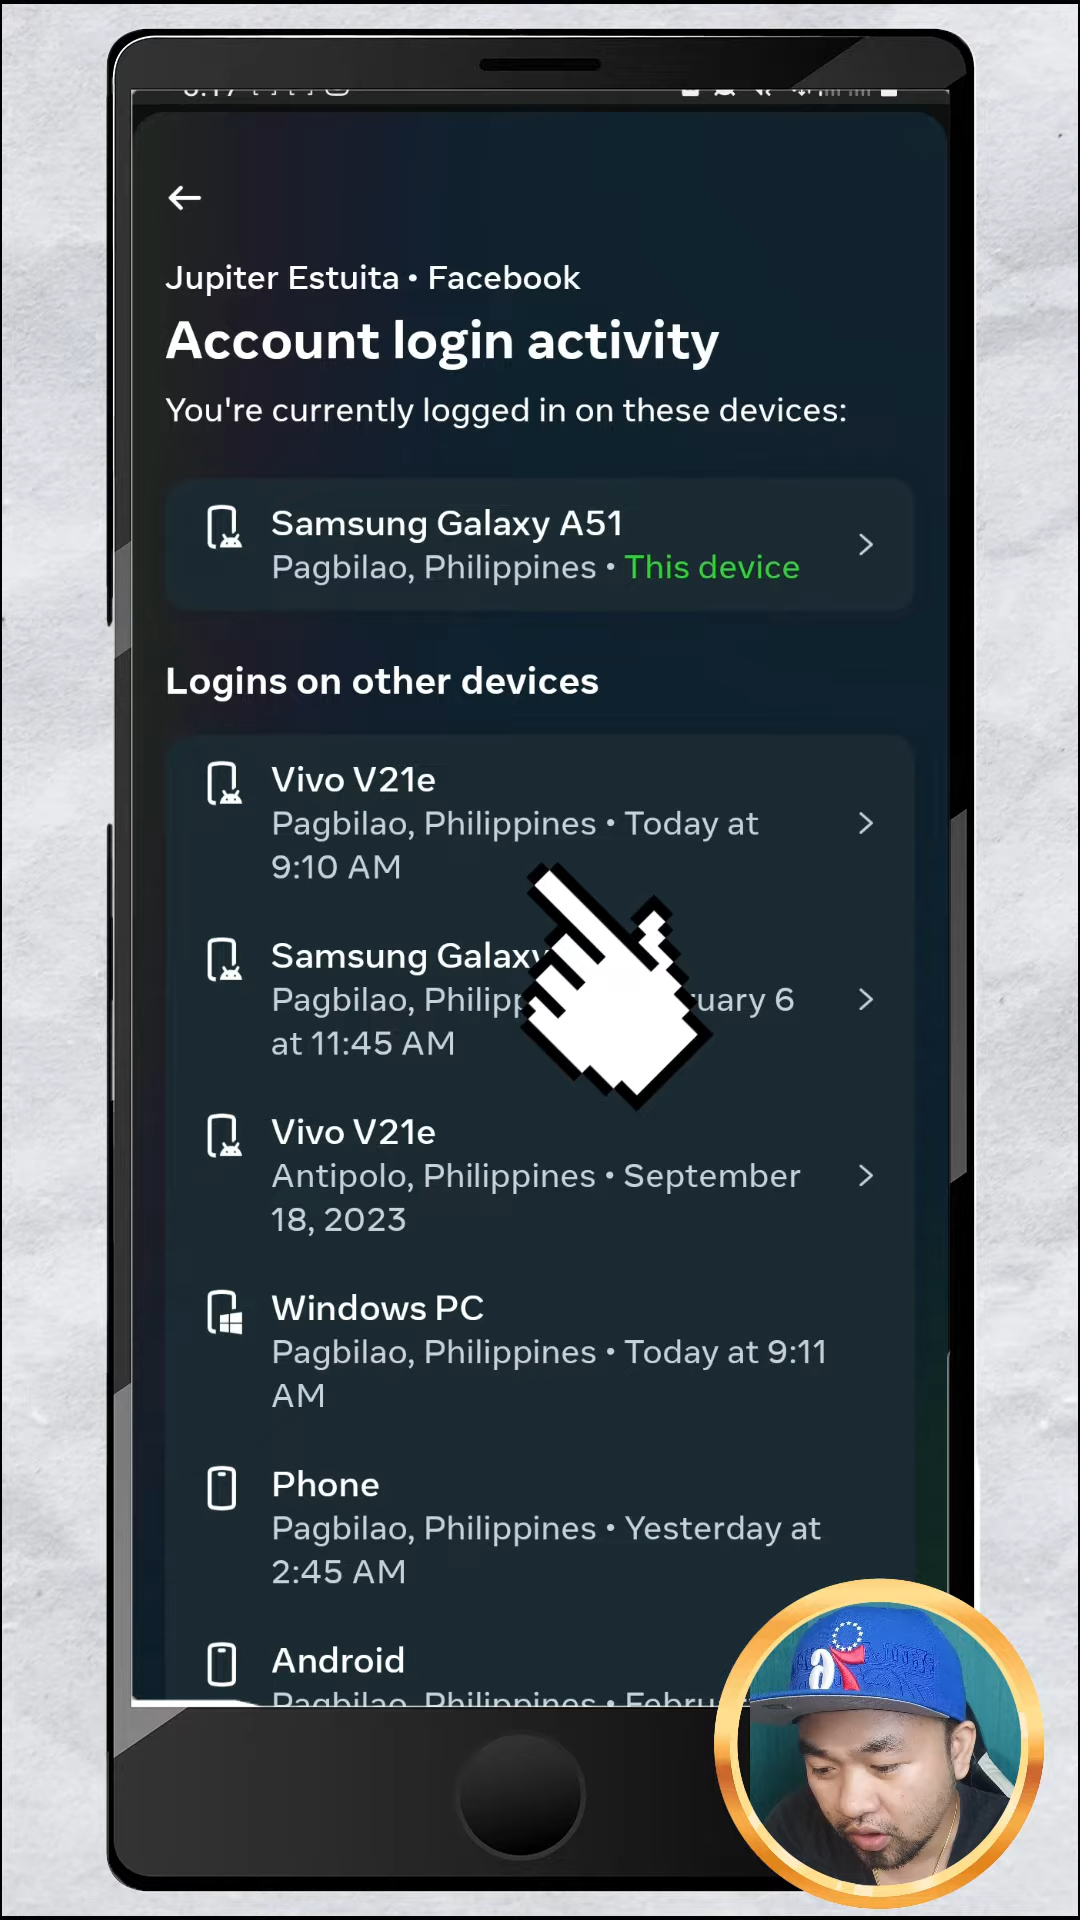 Jupiter Estuita • Facebook
Account login activity
You're currently logged in on these devices:
Samsung Galaxy A51
Pagbilao, Philippines • This device
Logins on other devices
Vivo V21e
Pagbilao, Philippines • Today at
9:10 AM
Samsung Galaxy
Pagbilao, 6
at 11:45 AM
Vivo V21e
Antipolo, Philippines • September
18, 2023
Windows PC
Pagbilao, Philippines • Today at 9:11
AM
Phone
Pagbilao, Philippines • Yesterday at
2:45 AM
Android
Pagbilao, Philippines •